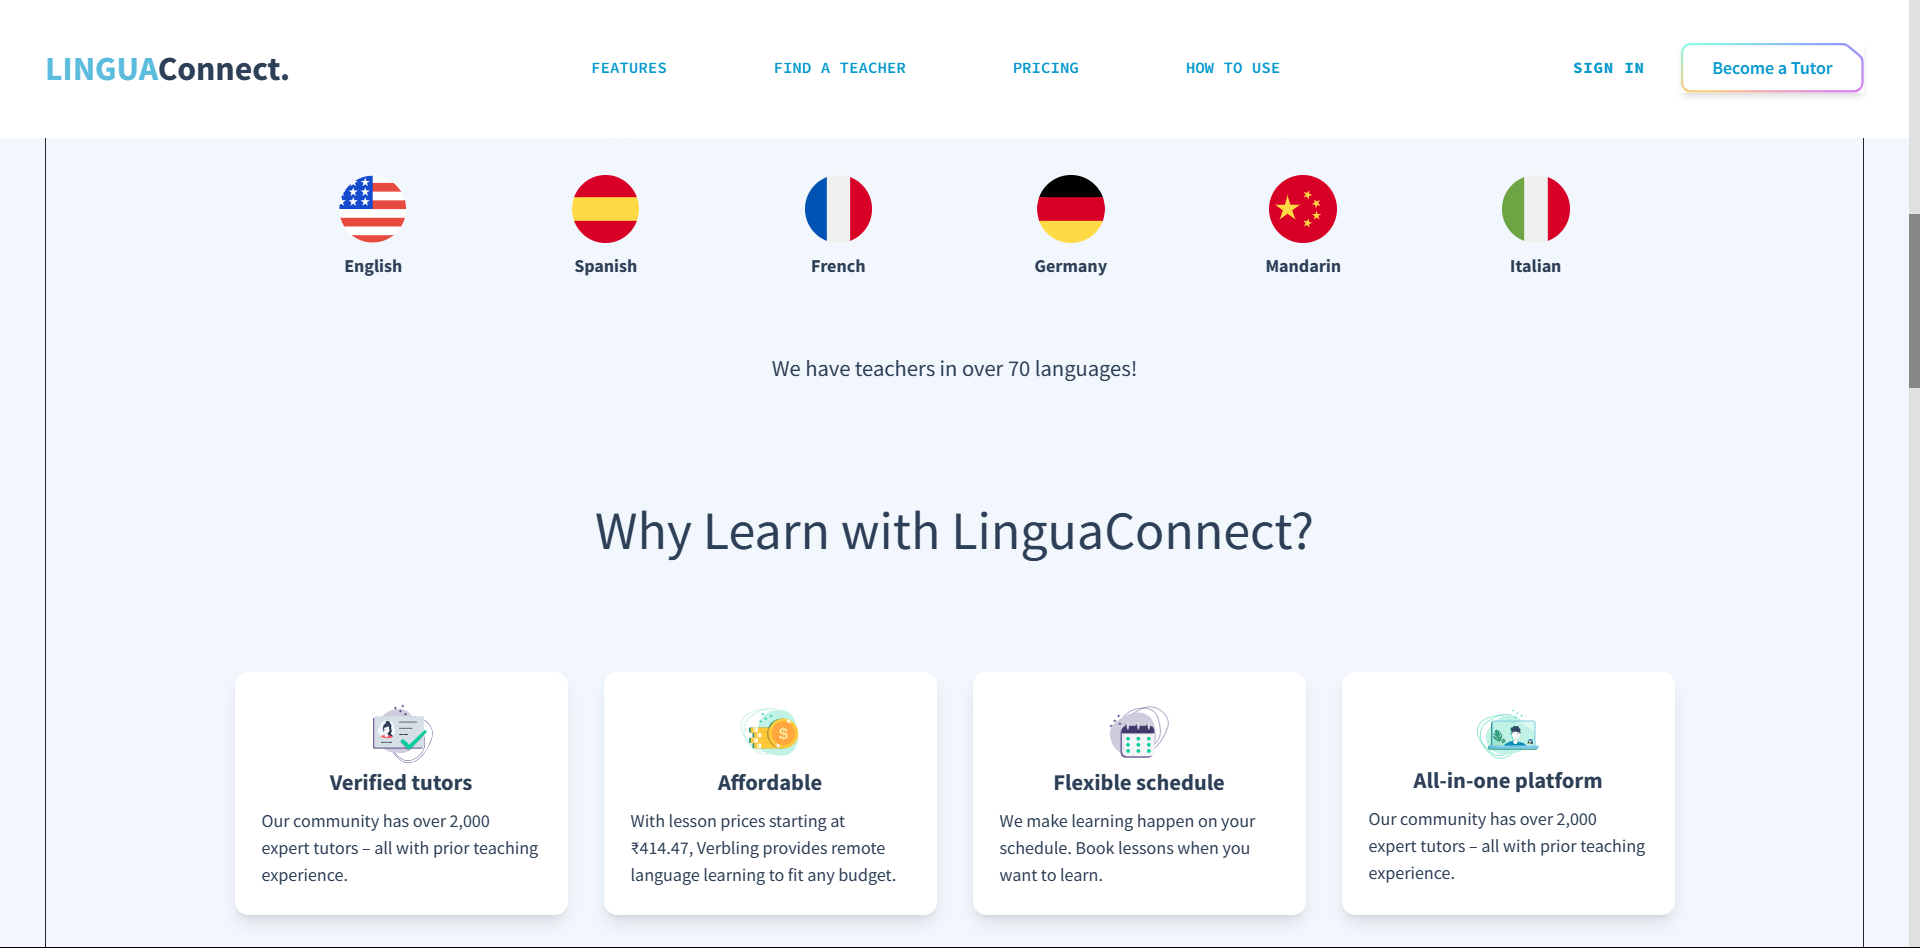 LINGUAConnect.
FEATURES
FIND A TEACHER
PRICING
HOW TO USE
SIGN IN
Become a Tutor
English
Spanish
French
Germany
Mandarin
Italian
We have teachers in over 70 languages!
Why Learn with LinguaConnect?
Verified tutors
Our community has over 2,000
expert tutors – all with prior teaching
experience.
Affordable
With lesson prices starting at
₹414.47, Verbling provides remote
language learning to fit any budget.
Flexible schedule
We make learning happen on your
schedule. Book lessons when you
want to learn.
All-in-one platform
Our community has over 2,000
expert tutors – all with prior teaching
experience.